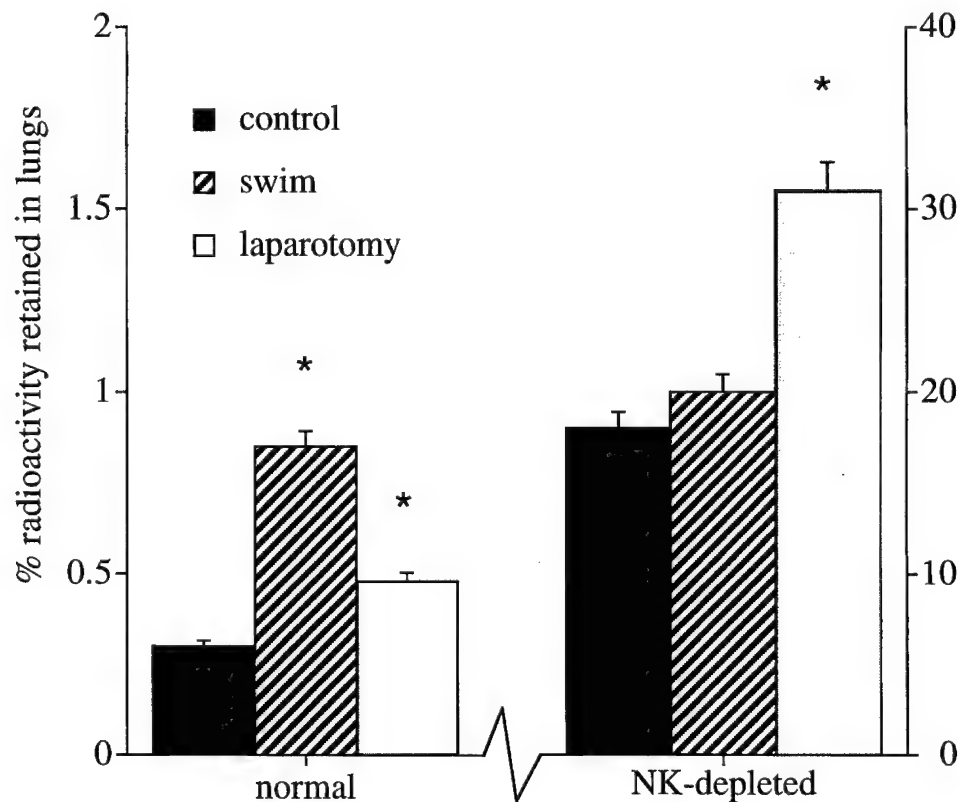 % radioactivity retained in lungs
2
1.5
1
0.5
0
control
swim
laparotomy
*
*
*
40
30
20
10
0
normal
NK-depleted